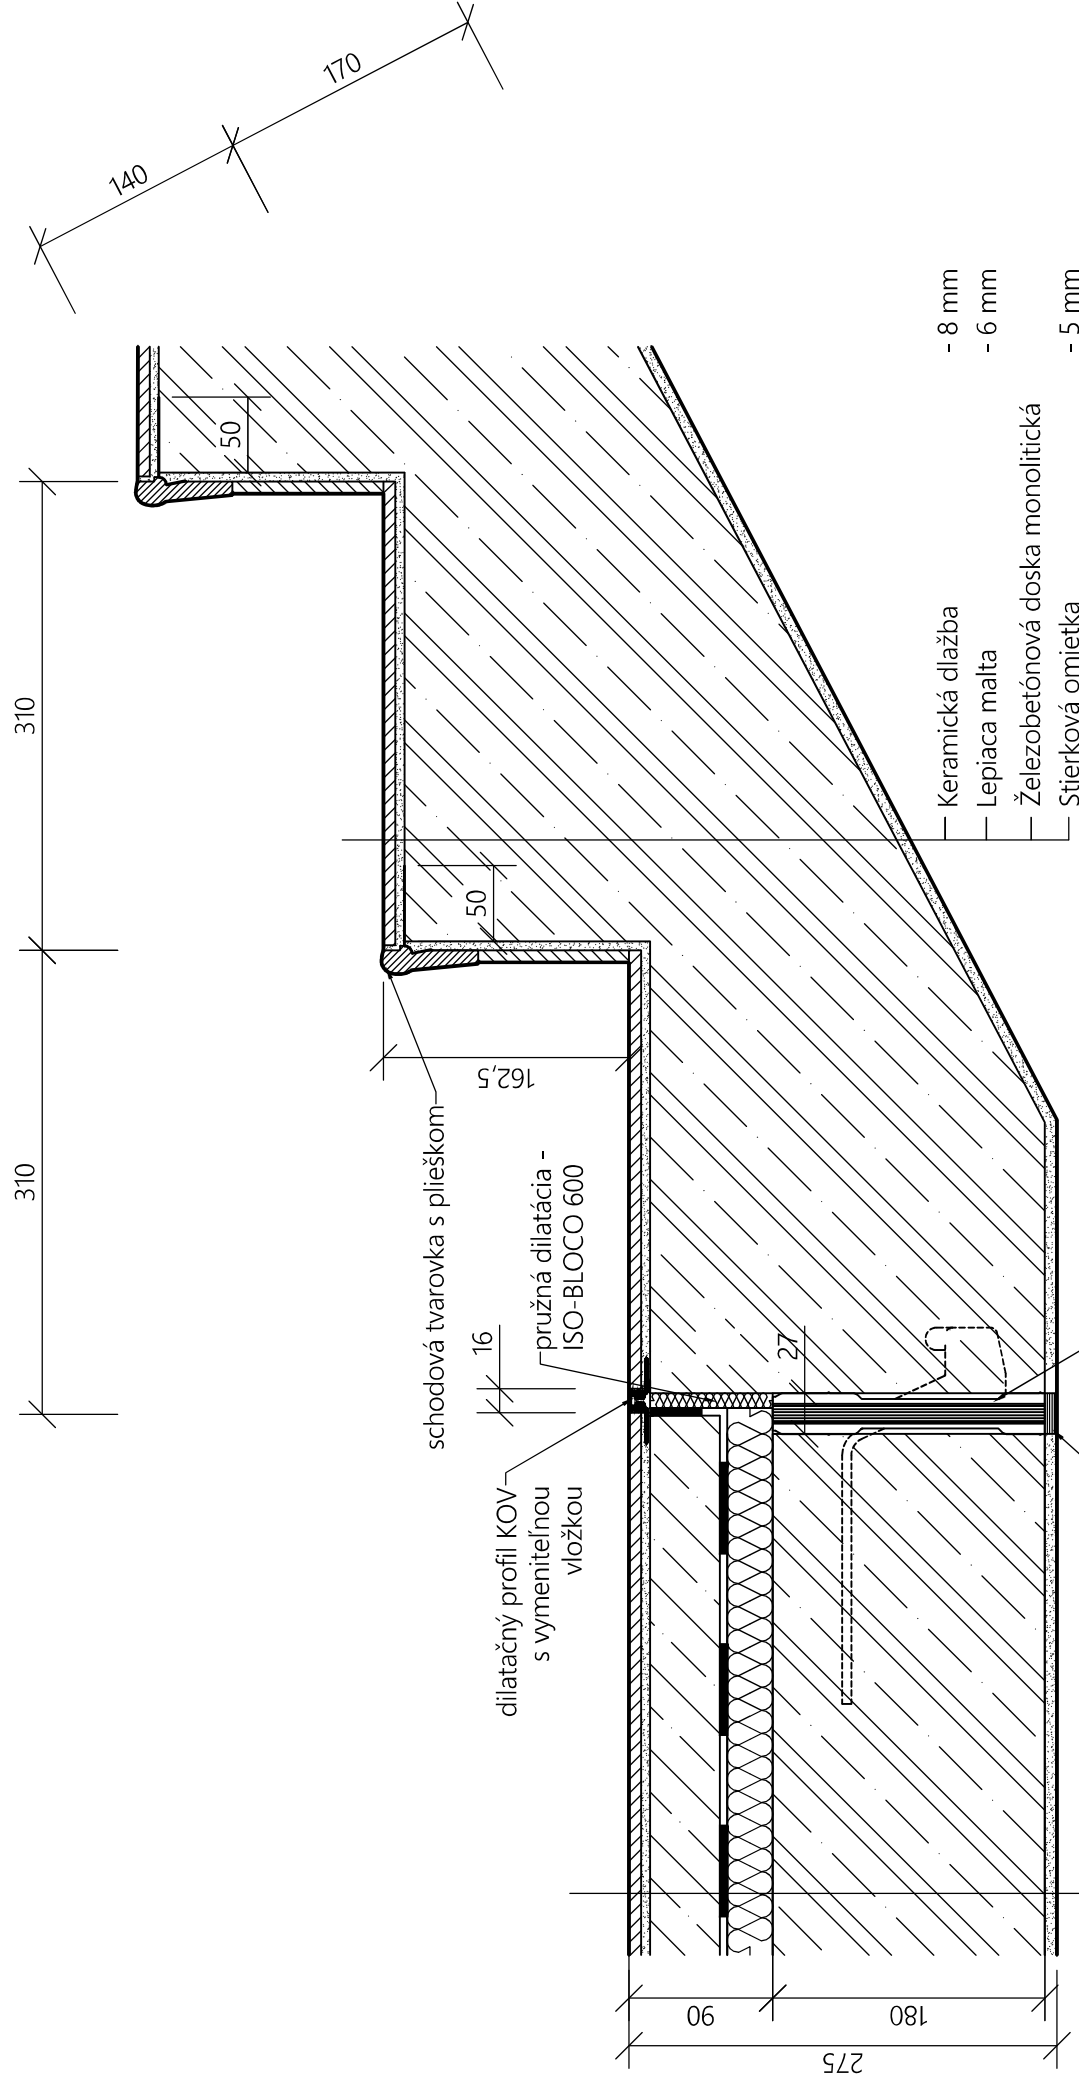 140
170
310
310
50
50
162,5
schodová tvarovka s plieškom
16
pružná dilatácia -
ISO-BLOCO 600
dilatačný profil KOV
s vymeniteľnou
vložkou
27
Keramická dlažba - 8 mm
Lepiaca malta - 6 mm
Železobetónová doska monolitická
Stierková omietka - 5 mm
90
180
275